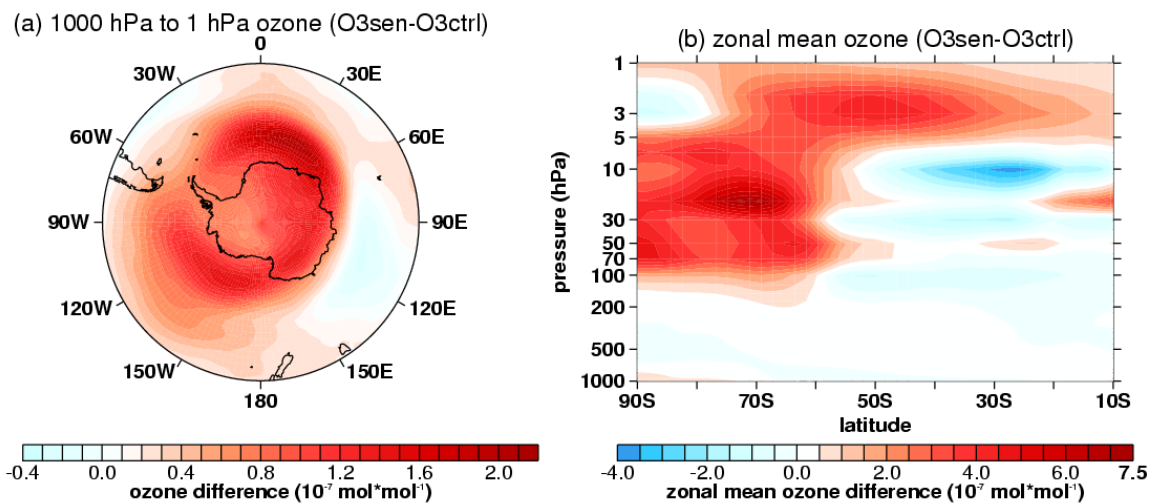 (a) 1000 hPa to 1 hPa ozone (O3sen-O3ctrl)
0
30W 30E
60W 60E
90W 90E
120W 120E
150W 150E
180
-0.4 0.0 0.4 0.8 1.2 1.6 2.0
ozone difference (10⁻⁷ mol*mol⁻¹)
(b) zonal mean ozone (O3sen-O3ctrl)
pressure (hPa)
1
3
5
10
30
50
70
100
200
500
1000
90S 70S 50S 30S 10S
latitude
-4.0 -2.0 0.0 2.0 4.0 6.0 7.5
zonal mean ozone difference (10⁻⁷ mol*mol⁻¹)